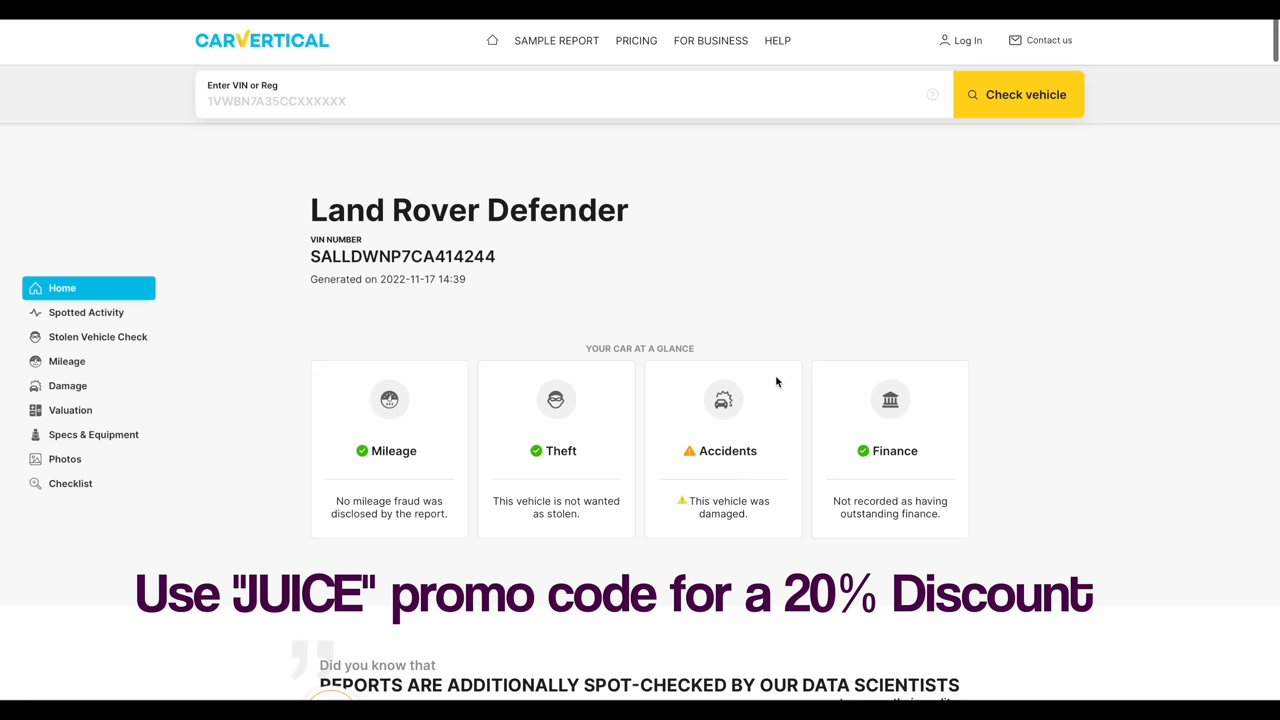 CARVERTICAL
SAMPLE REPORT
PRICING
FOR BUSINESS
HELP
Log In
Contact us
Enter VIN or Reg
1VWBN7A35CCXXXXXX
Check vehicle
Land Rover Defender
VIN NUMBER
SALLDWNP7CA414244
Generated on 2022-11-17 14:39
Home
Spotted Activity
Stolen Vehicle Check
Mileage
Damage
Valuation
Specs & Equipment
Photos
Checklist
YOUR CAR AT A GLANCE
Mileage
No mileage fraud was
disclosed by the report.
Theft
This vehicle is not wanted
as stolen.
Accidents
This vehicle was
damaged.
Finance
Not recorded as having
outstanding finance.
Use "JUICE" promo code for a 20% Discount
Did you know that
REPORTS ARE ADDITIONALLY SPOT-CHECKED BY OUR DATA SCIENTISTS